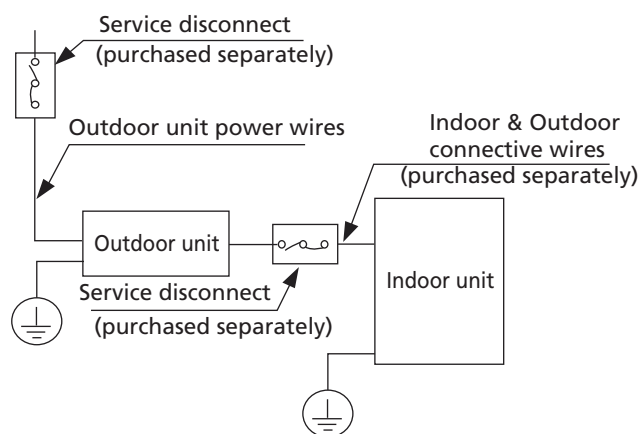 Service disconnect
(purchased separately)
Outdoor unit power wires
Indoor & Outdoor
connective wires
(purchased separately)
Outdoor unit
Indoor unit
Service disconnect
(purchased separately)